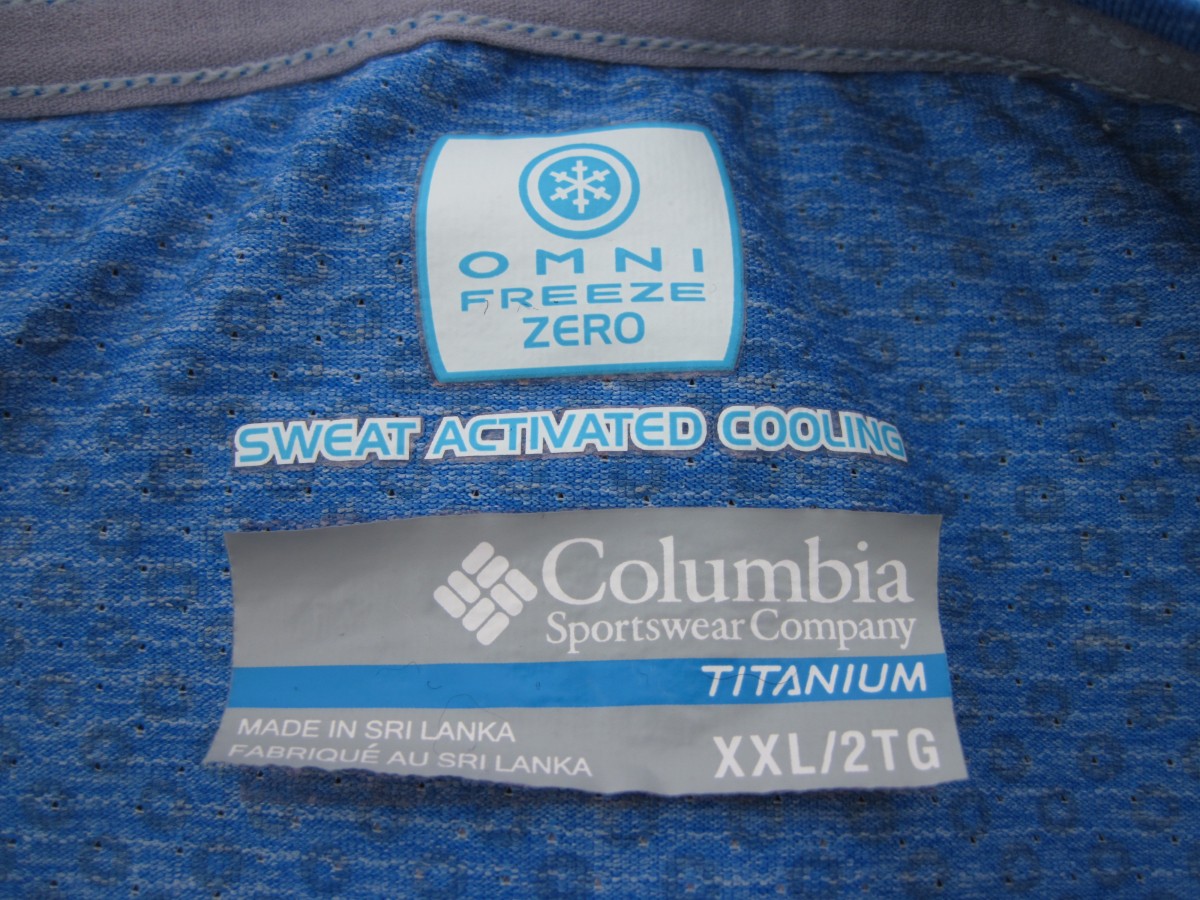 OMNI
FREEZE
ZERO
SWEAT ACTIVATED COOLING
Columbia
Sportswear Company
TITANIUM
MADE IN SRI LANKA
FABRIQUÉ AU SRI LANKA
XXL/2TG